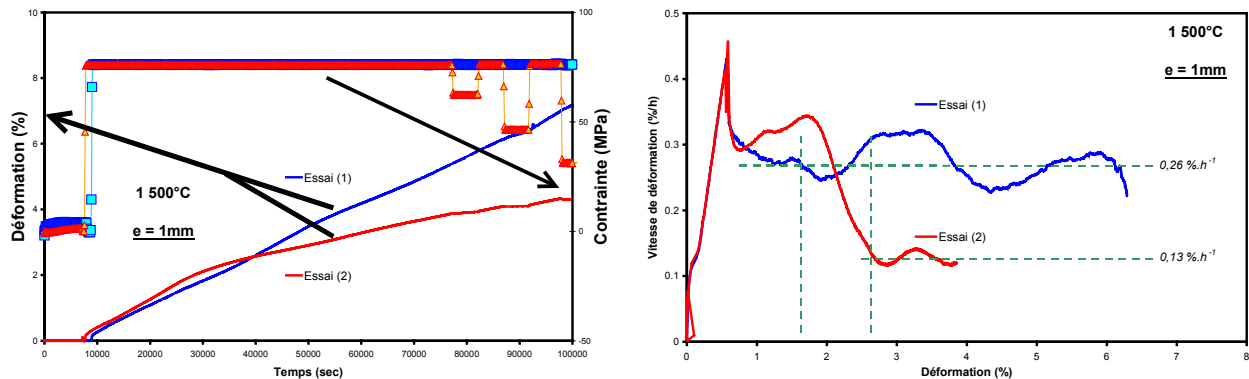 10
8
6
4
2
0
Déformation (%)
0
10000
20000
30000
40000
50000
60000
70000
80000
90000
100000
Temps (sec)
100
50
0
-50
Contrainte (MPa)
Essai (1)
1 500°C
e = 1mm
Essai (2)
0.5
0.4
0.3
0.2
0.1
0
Vitesse de déformation (%/h)
0
1
2
3
4
5
6
7
8
Déformation (%)
1 500°C
e = 1mm
Essai (1)
0,26 %.h-1
Essai (2)
0,13 %.h-1